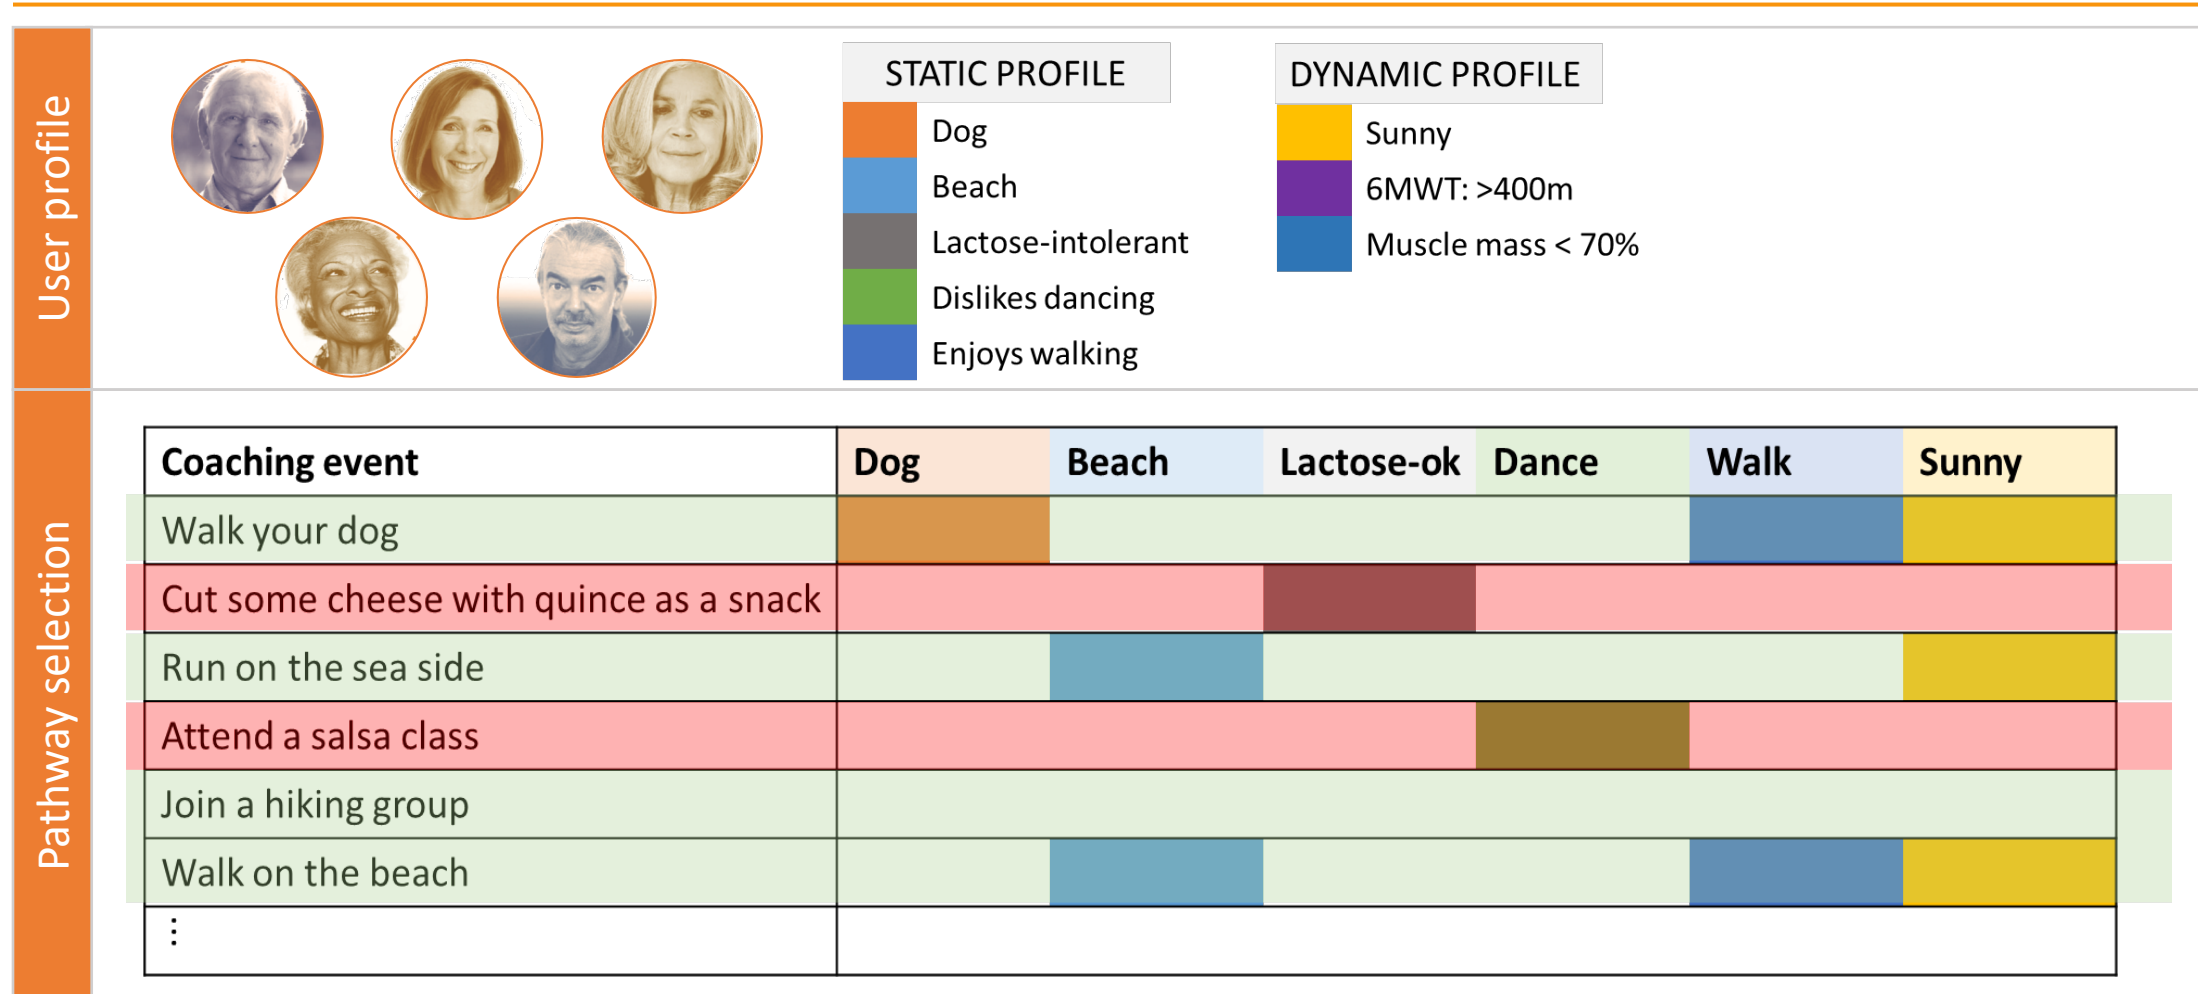 User profile
STATIC PROFILE
Dog
Beach
Lactose-intolerant
Dislikes dancing
Enjoys walking
DYNAMIC PROFILE
Sunny
6MWT: >400m
Muscle mass < 70%
Pathway selection
Coaching event Dog Beach Lactose-ok Dance Walk Sunny
Walk your dog
Cut some cheese with quince as a snack
Run on the sea side
Attend a salsa class
Join a hiking group
Walk on the beach
⋮